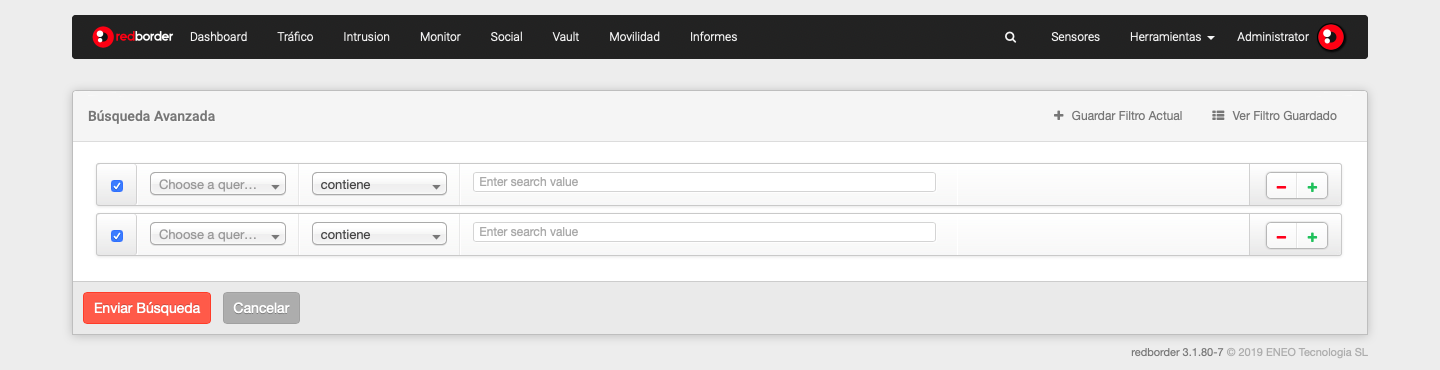 redborder Dashboard Tráfico Intrusion Monitor Social Vault Movilidad Informes Sensores Herramientas Administrator
Búsqueda Avanzada Guardar Filtro Actual Ver Filtro Guardado
Choose a quer... contiene Enter search value
Choose a quer... contiene Enter search value
Enviar Búsqueda Cancelar
redborder 3.1.80-7 © 2019 ENEO Tecnologia SL